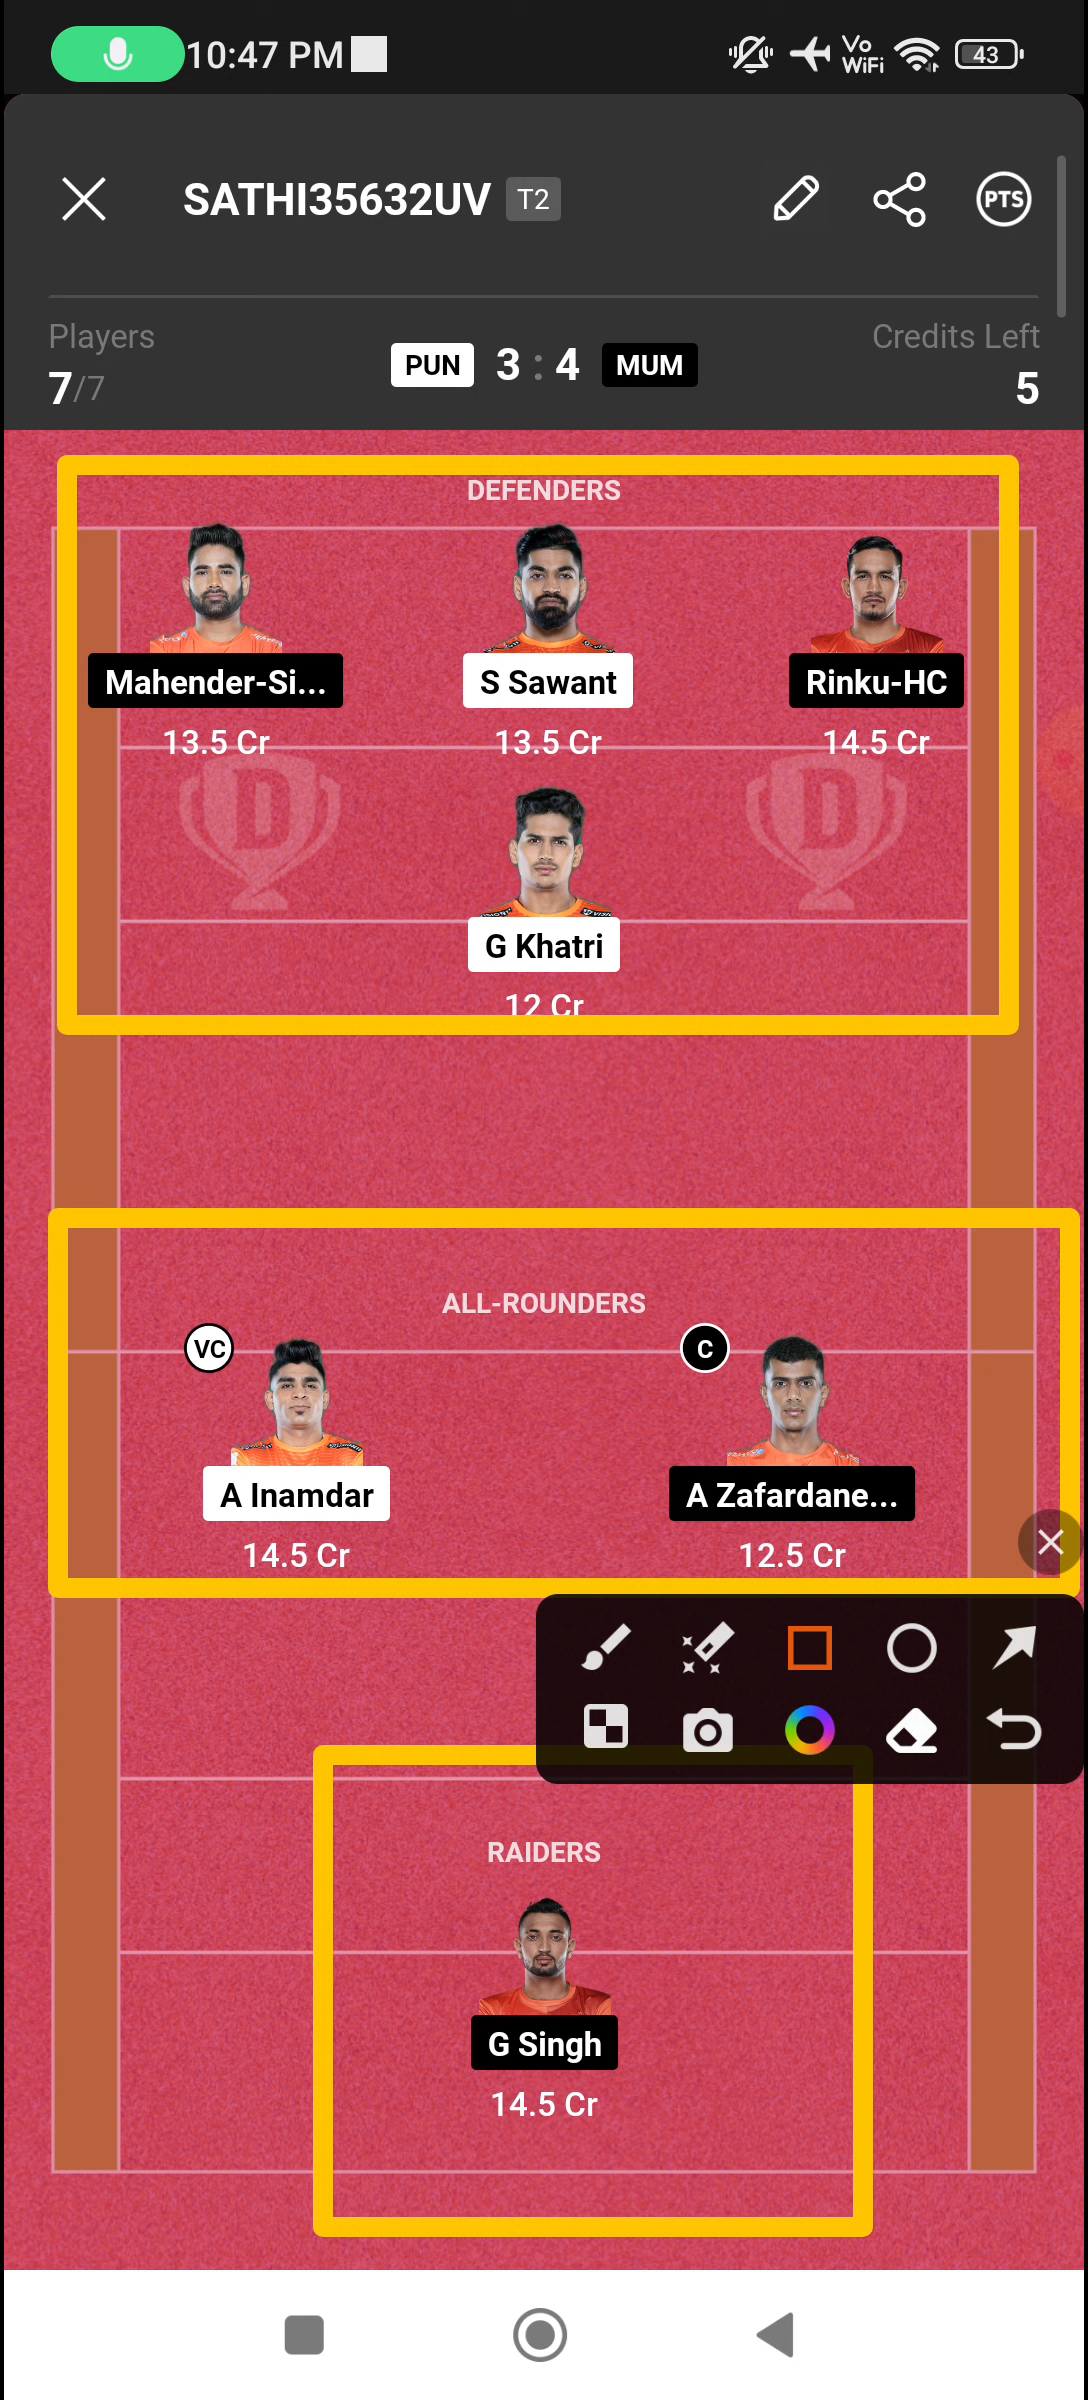 10:47 PM
Vo
WiFi
43
SATHI35632UV T2
PTS
Players
Credits Left
7/7
PUN 3 : 4 MUM
5
DEFENDERS
Mahender-Si... S Sawant Rinku-HC
13.5 Cr 13.5 Cr 14.5 Cr
D D
G Khatri
12 Cr
ALL-ROUNDERS
VC C
A Inamdar A Zafardane...
14.5 Cr 12.5 Cr
RAIDERS
G Singh
14.5 Cr